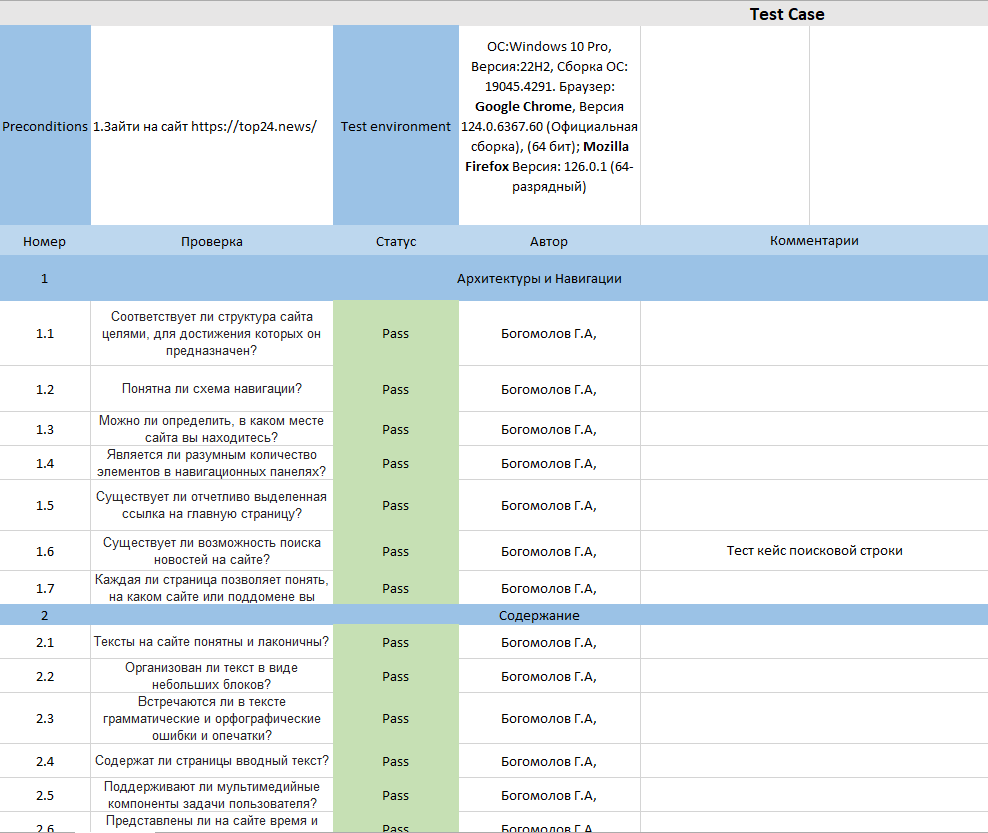 Test Case
Preconditions
1.Зайти на сайт https://top24.news/
Test environment
ОС:Windows 10 Pro,
Версия:22H2, Сборка ОС:
19045.4291. Браузер:
Google Chrome, Версия
124.0.6367.60 (Официальная
сборка), (64 бит); Mozilla
Firefox Версия: 126.0.1 (64-
разрядный)
Номер Проверка Статус Автор Комментарии
1 Архитектуры и Навигации
1.1 Соответствует ли структура сайта
целями, для достижения которых он
предназначен?
Pass Богомолов Г.А,
1.2 Понятна ли схема навигации? Pass Богомолов Г.А,
1.3 Можно ли определить, в каком месте
сайта вы находитесь?
Pass Богомолов Г.А,
1.4 Является ли разумным количество
элементов в навигационных панелях?
Pass Богомолов Г.А,
1.5 Существует ли отчетливо выделенная
ссылка на главную страницу?
Pass Богомолов Г.А,
1.6 Существует ли возможность поиска
новостей на сайте?
Pass Богомолов Г.А, Тест кейс поисковой строки
1.7 Каждая ли страница позволяет понять,
на каком сайте или поддомене вы
Pass Богомолов Г.А,
2 Содержание
2.1 Тексты на сайте понятны и лаконичны? Pass Богомолов Г.А,
2.2 Организован ли текст в виде
небольших блоков?
Pass Богомолов Г.А,
2.3 Встречаются ли в тексте
грамматические и орфографические
ошибки и опечатки?
Pass Богомолов Г.А,
2.4 Содержат ли страницы вводный текст? Pass Богомолов Г.А,
2.5 Поддерживают ли мультимедийные
компоненты задачи пользователя?
Pass Богомолов Г.А,
2.6 Представлены ли на сайте время и
Pass Богомолов Г.А,